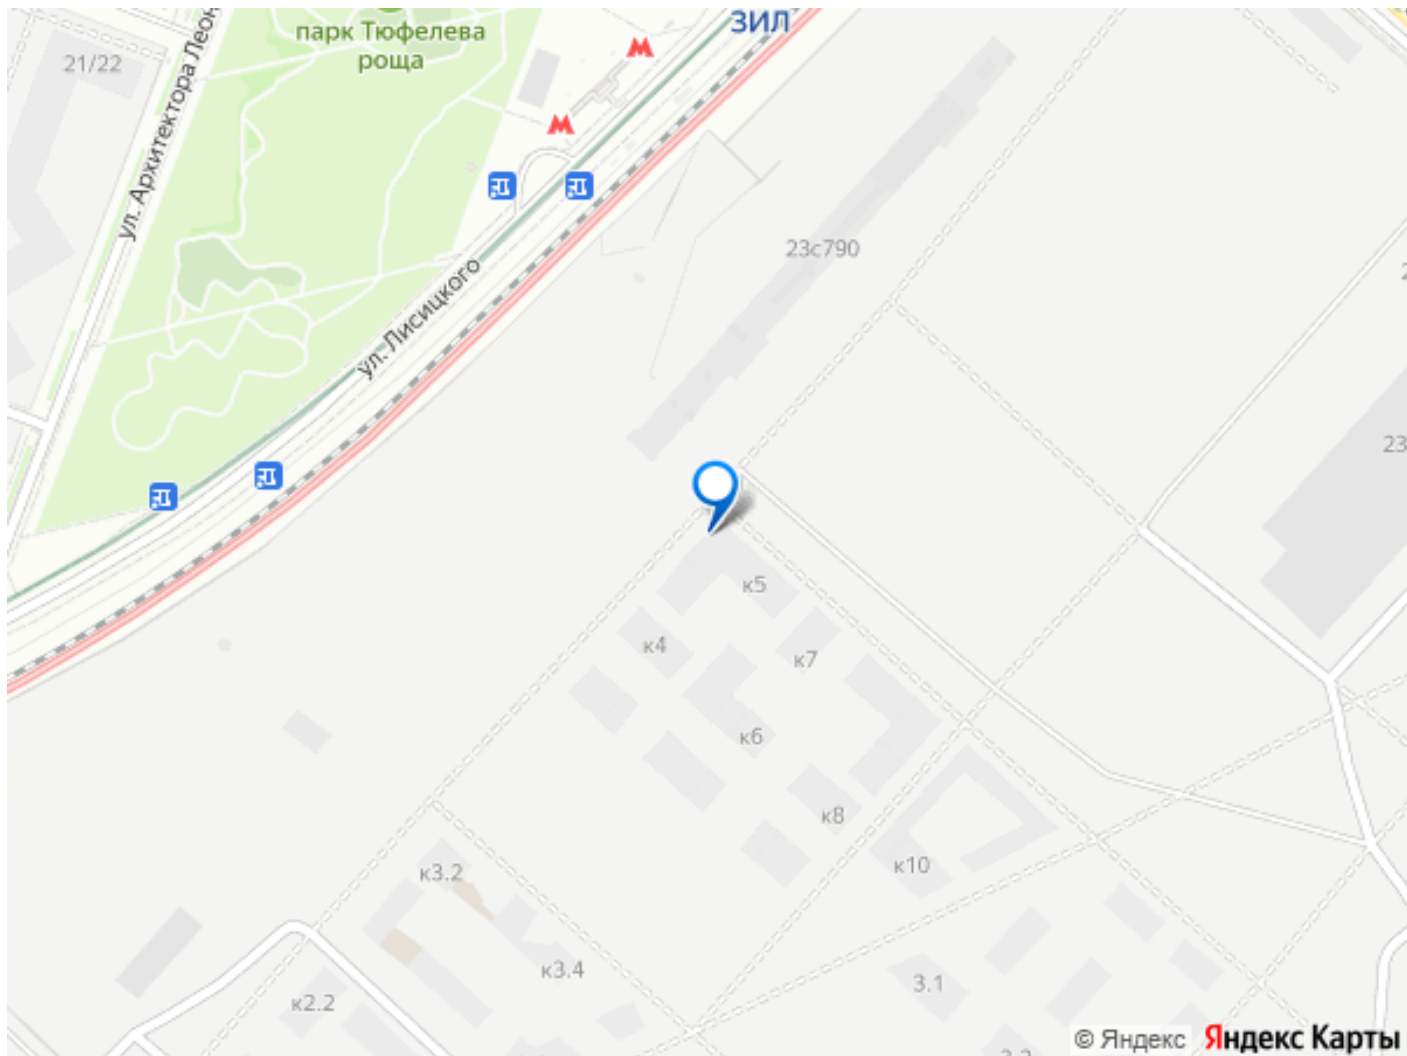 ЗИЛ
парк Тюфелева
роща
21/22
ул. Архитектора Леон
ул. Лисицкого
23с790
23
к5
к4
к7
к6
к8
к10
к3.2
к3.4
3.1
к2.2
© Яндекс Яндекс Карты